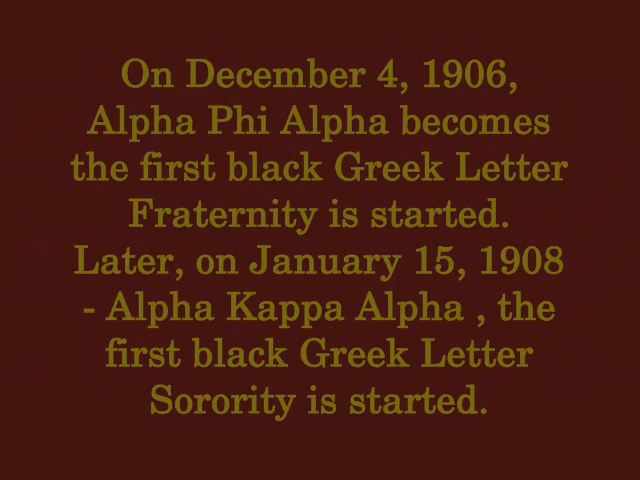 On December 4, 1906,
Alpha Phi Alpha becomes
the first black Greek Letter
Fraternity is started.
Later, on January 15, 1908
- Alpha Kappa Alpha , the
first black Greek Letter
Sorority is started.